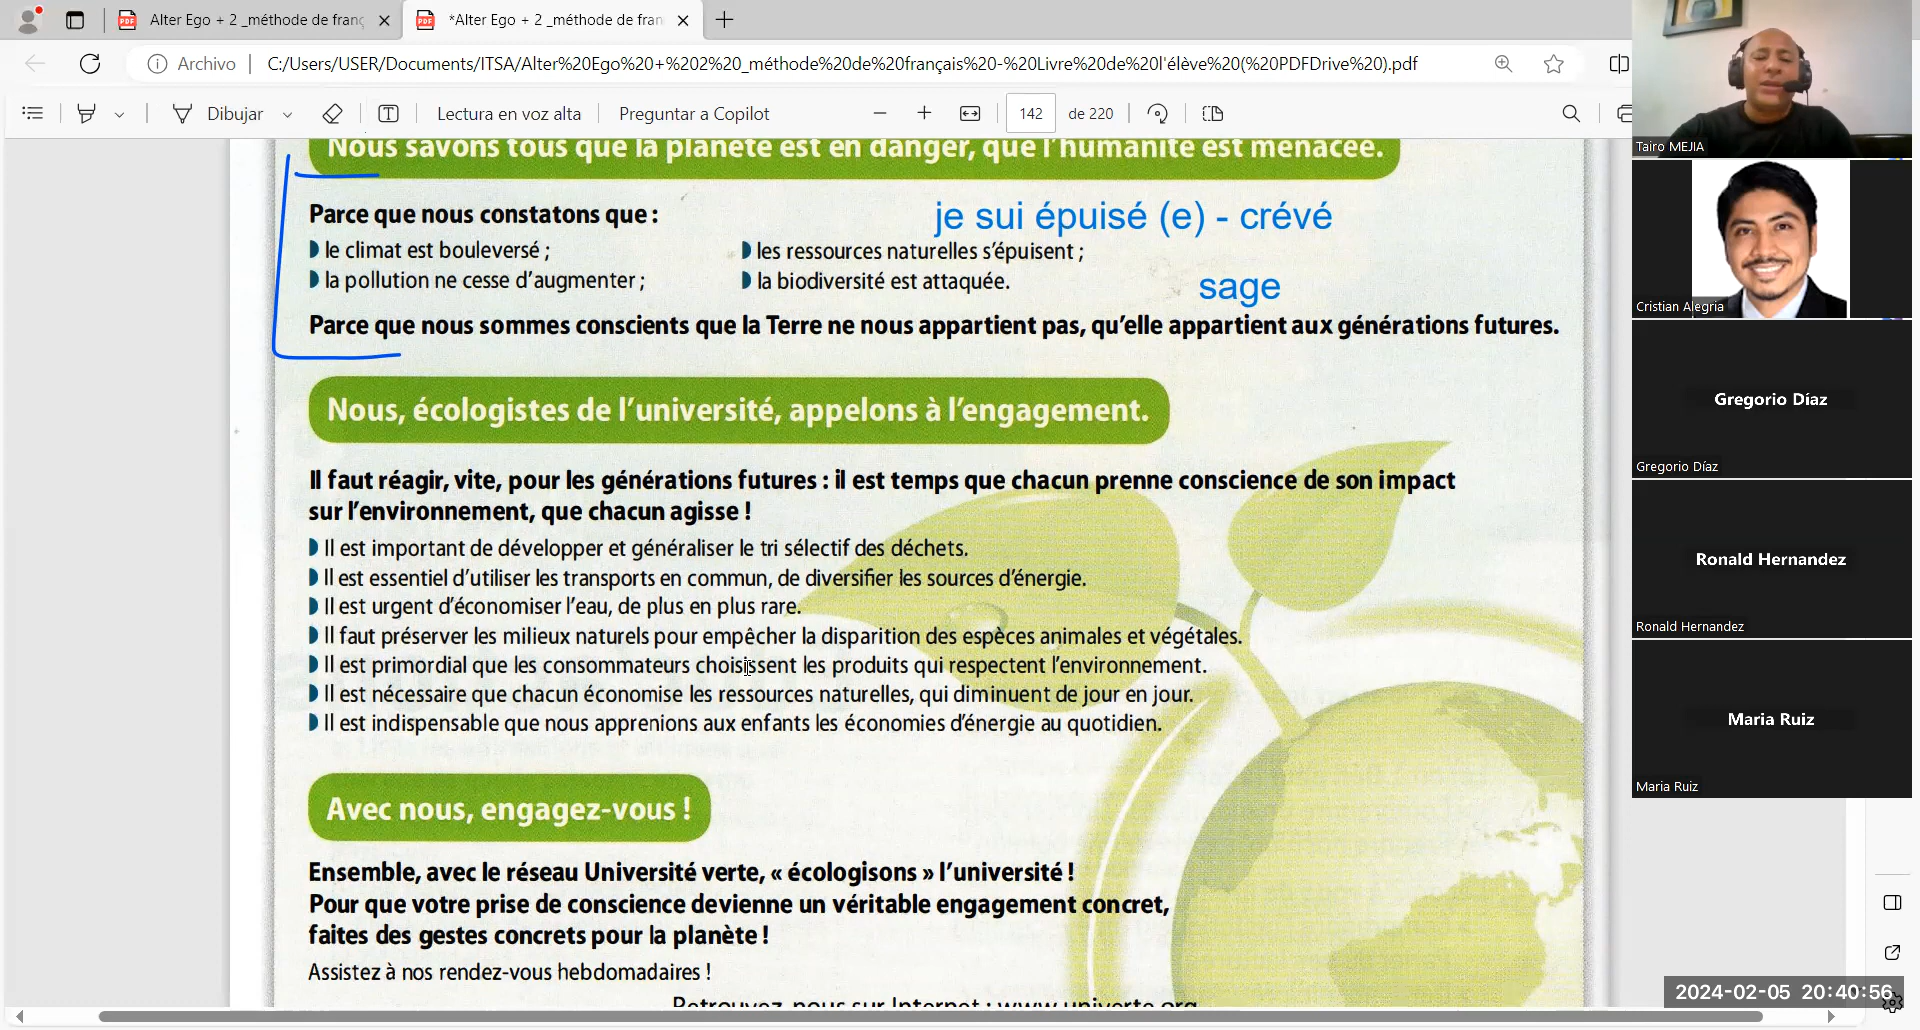 Alter Ego + 2 _méthode de franç
*Alter Ego + 2 _méthode de fran
Archivo
C:/Users/USER/Documents/ITSA/Alter%20Ego%20+%202%20_méthode%20de%20français%20-%20Livre%20de%20l'élève%20(%20PDFDrive%20).pdf
Dibujar
Lectura en voz alta
Preguntar a Copilot
142 de 220
Nous savons tous que la planète est en danger, que l'humanité est menacée.
Parce que nous constatons que :
je sui épuisé (e) - crévé
le climat est bouleversé ;
les ressources naturelles s'épuisent ;
la pollution ne cesse d'augmenter ;
la biodiversité est attaquée.
sage
Parce que nous sommes conscients que la Terre ne nous appartient pas, qu'elle appartient aux générations futures.
Nous, écologistes de l'université, appelons à l'engagement.
Il faut réagir, vite, pour les générations futures : il est temps que chacun prenne conscience de son impact
sur l'environnement, que chacun agisse !
Il est important de développer et généraliser le tri sélectif des déchets.
Il est essentiel d'utiliser les transports en commun, de diversifier les sources d'énergie.
Il est urgent d'économiser l'eau, de plus en plus rare.
Il faut préserver les milieux naturels pour empêcher la disparition des espèces animales et végétales.
Il est primordial que les consommateurs choisissent les produits qui respectent l'environnement.
Il est nécessaire que chacun économise les ressources naturelles, qui diminuent de jour en jour.
Il est indispensable que nous apprenions aux enfants les économies d'énergie au quotidien.
Avec nous, engagez-vous !
Ensemble, avec le réseau Université verte, « écologisons » l'université !
Pour que votre prise de conscience devienne un véritable engagement concret,
faites des gestes concrets pour la planète !
Assistez à nos rendez-vous hebdomadaires !
Retrouvez-nous sur Internet : www.univerte.org
Tairo MEJIA
Cristian Alegria
Gregorio Díaz
Gregorio Díaz
Ronald Hernandez
Ronald Hernandez
Maria Ruiz
Maria Ruiz
2024-02-05 20:40:56